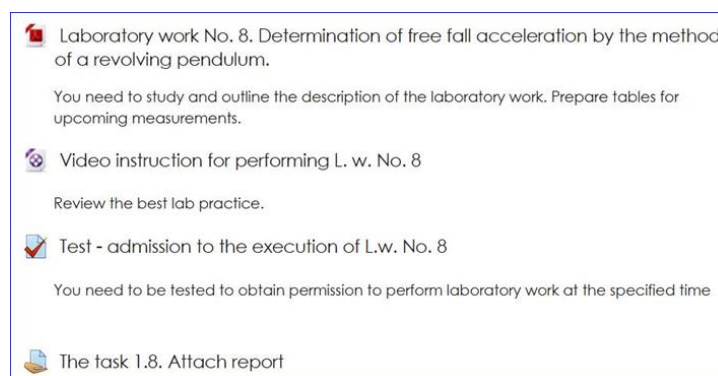 Laboratory work No. 8. Determination of free fall acceleration by the method
of a revolving pendulum.
You need to study and outline the description of the laboratory work. Prepare tables for
upcoming measurements.
Video instruction for performing L. w. No. 8
Review the best lab practice.
Test - admission to the execution of L.w. No. 8
You need to be tested to obtain permission to perform laboratory work at the specified time
The task 1.8. Attach report